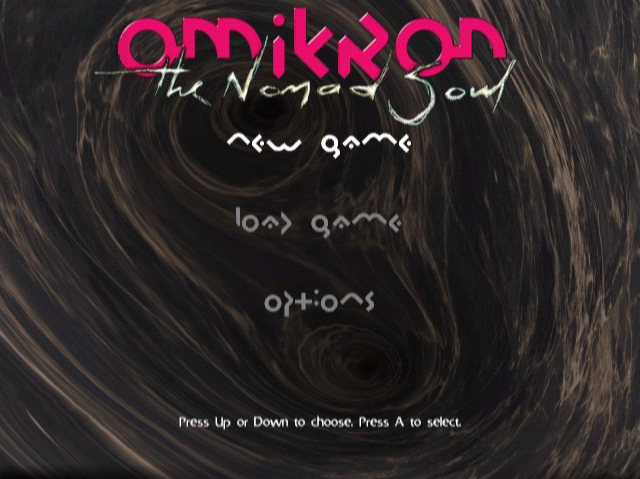 omikron
the Nomad Soul
new game
load game
options
Press Up or Down to choose. Press A to select.